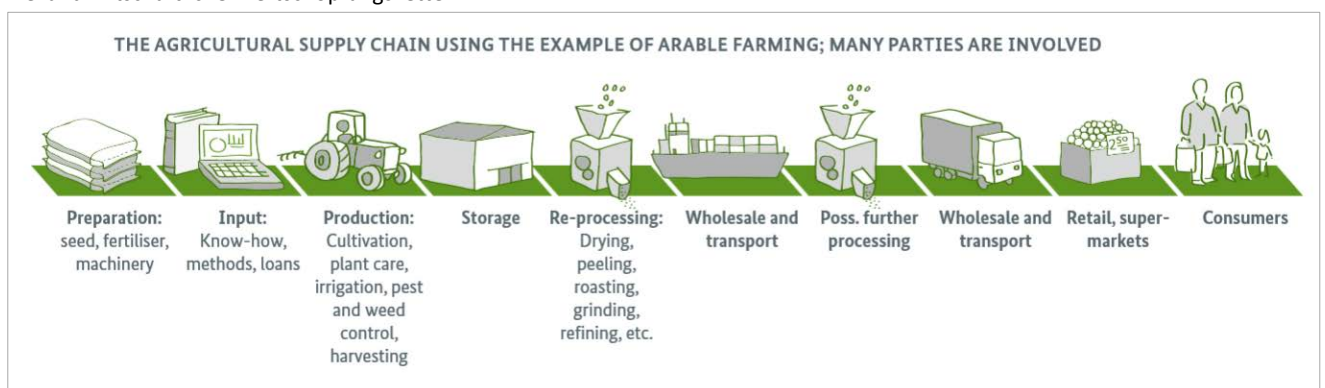 THE AGRICULTURAL SUPPLY CHAIN USING THE EXAMPLE OF ARABLE FARMING; MANY PARTIES ARE INVOLVED
2 50
Preparation:
seed, fertiliser,
machinery
Input:
Know-how,
methods, loans
Production:
Cultivation,
plant care,
irrigation, pest
and weed
control,
harvesting
Storage
Re-processing:
Drying,
peeling,
roasting,
grinding,
refining, etc.
Wholesale and
transport
Poss. further
processing
Wholesale and
transport
Retail, super-
markets
Consumers